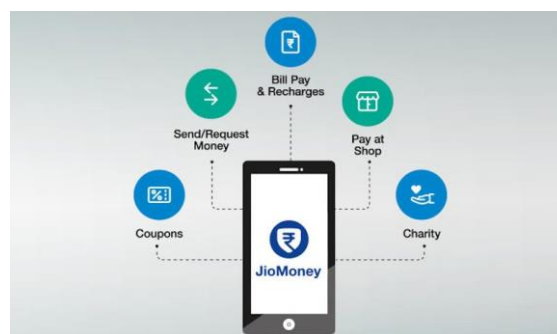 Bill Pay
& Recharges
Send/Request
Money
Pay at
Shop
Coupons
Charity
JioMoney